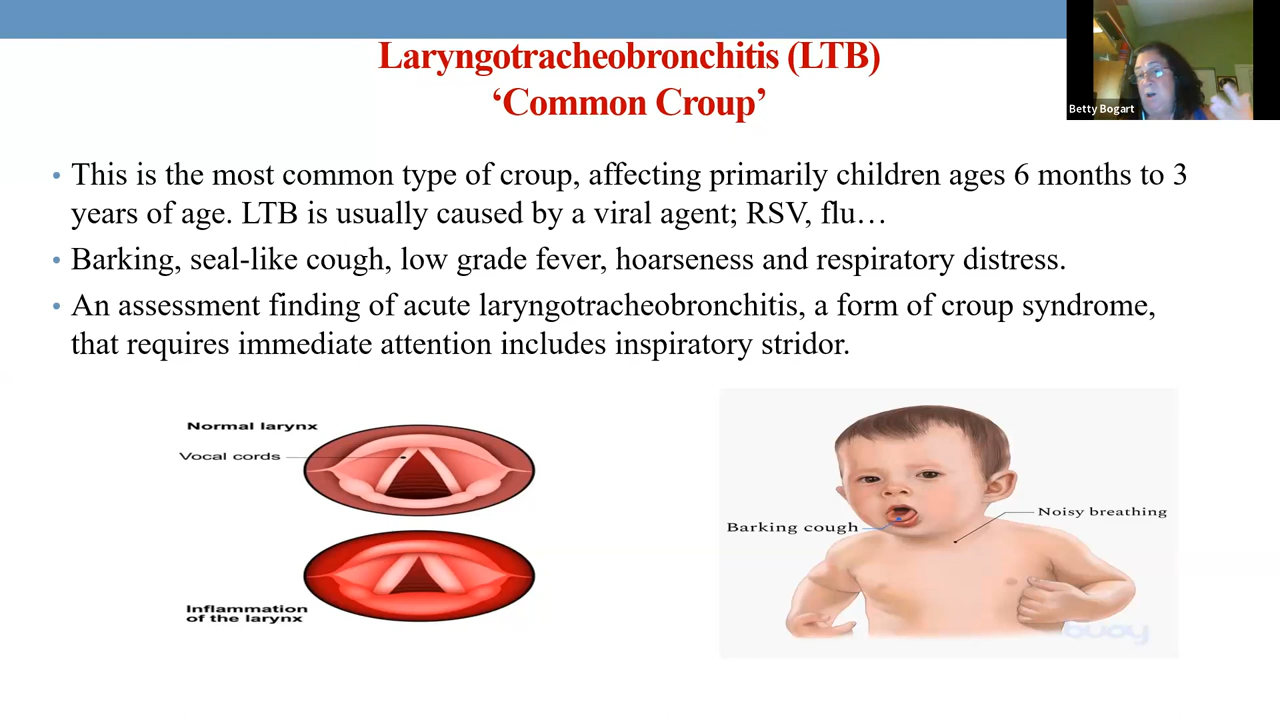 Laryngotracheobronchitis (LTB)
‘Common Croup’
Betty Bogart
• This is the most common type of croup, affecting primarily children ages 6 months to 3
years of age. LTB is usually caused by a viral agent; RSV, flu…
• Barking, seal-like cough, low grade fever, hoarseness and respiratory distress.
• An assessment finding of acute laryngotracheobronchitis, a form of croup syndrome,
that requires immediate attention includes inspiratory stridor.
Normal larynx
Vocal cords
Inflammation
of the larynx
Barking cough
Noisy breathing
buoy